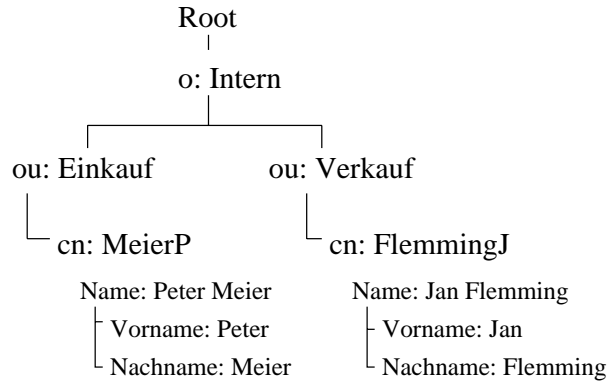 Root
o: Intern
ou: Einkauf
ou: Verkauf
cn: MeierP
cn: FlemmingJ
Name: Peter Meier
Vorname: Peter
Nachname: Meier
Name: Jan Flemming
Vorname: Jan
Nachname: Flemming